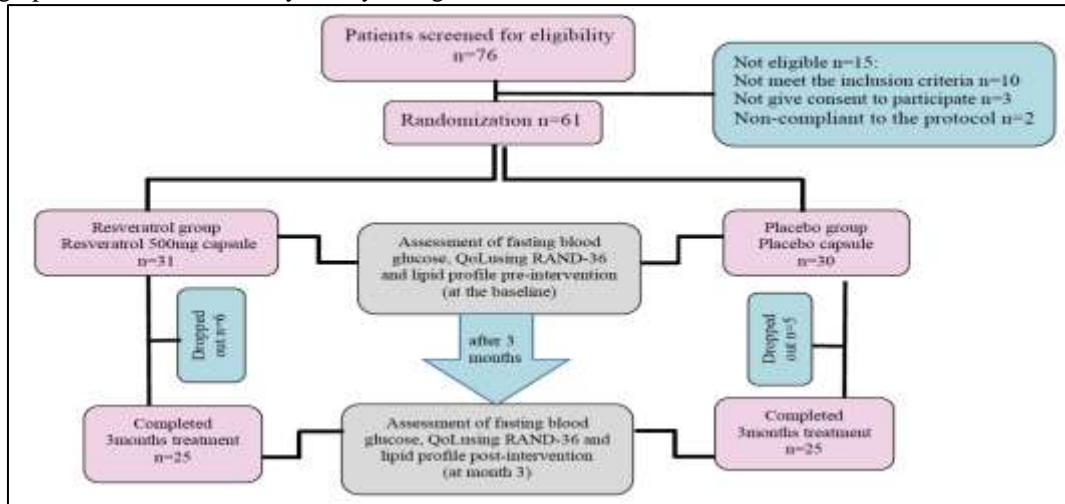 Patients screened for eligibility
n=76
Not eligible n=15:
Not meet the inclusion criteria n=10
Not give consent to participate n=3
Non-compliant to the protocol n=2
Randomization n=61
Resveratrol group
Resveratrol 500mg capsule
n=31
Assessment of fasting blood
glucose, QoLusing RAND-36
and lipid profile pre-intervention
(at the baseline)
Placebo group
Placebo capsule
n=30
Dropped
out n=6
after 3
months
Dropped
out n=5
Completed
3months treatment
n=25
Assessment of fasting blood
glucose, QoLusing RAND-36 and
lipid profile post-intervention
(at month 3)
Completed
3months treatment
n=25